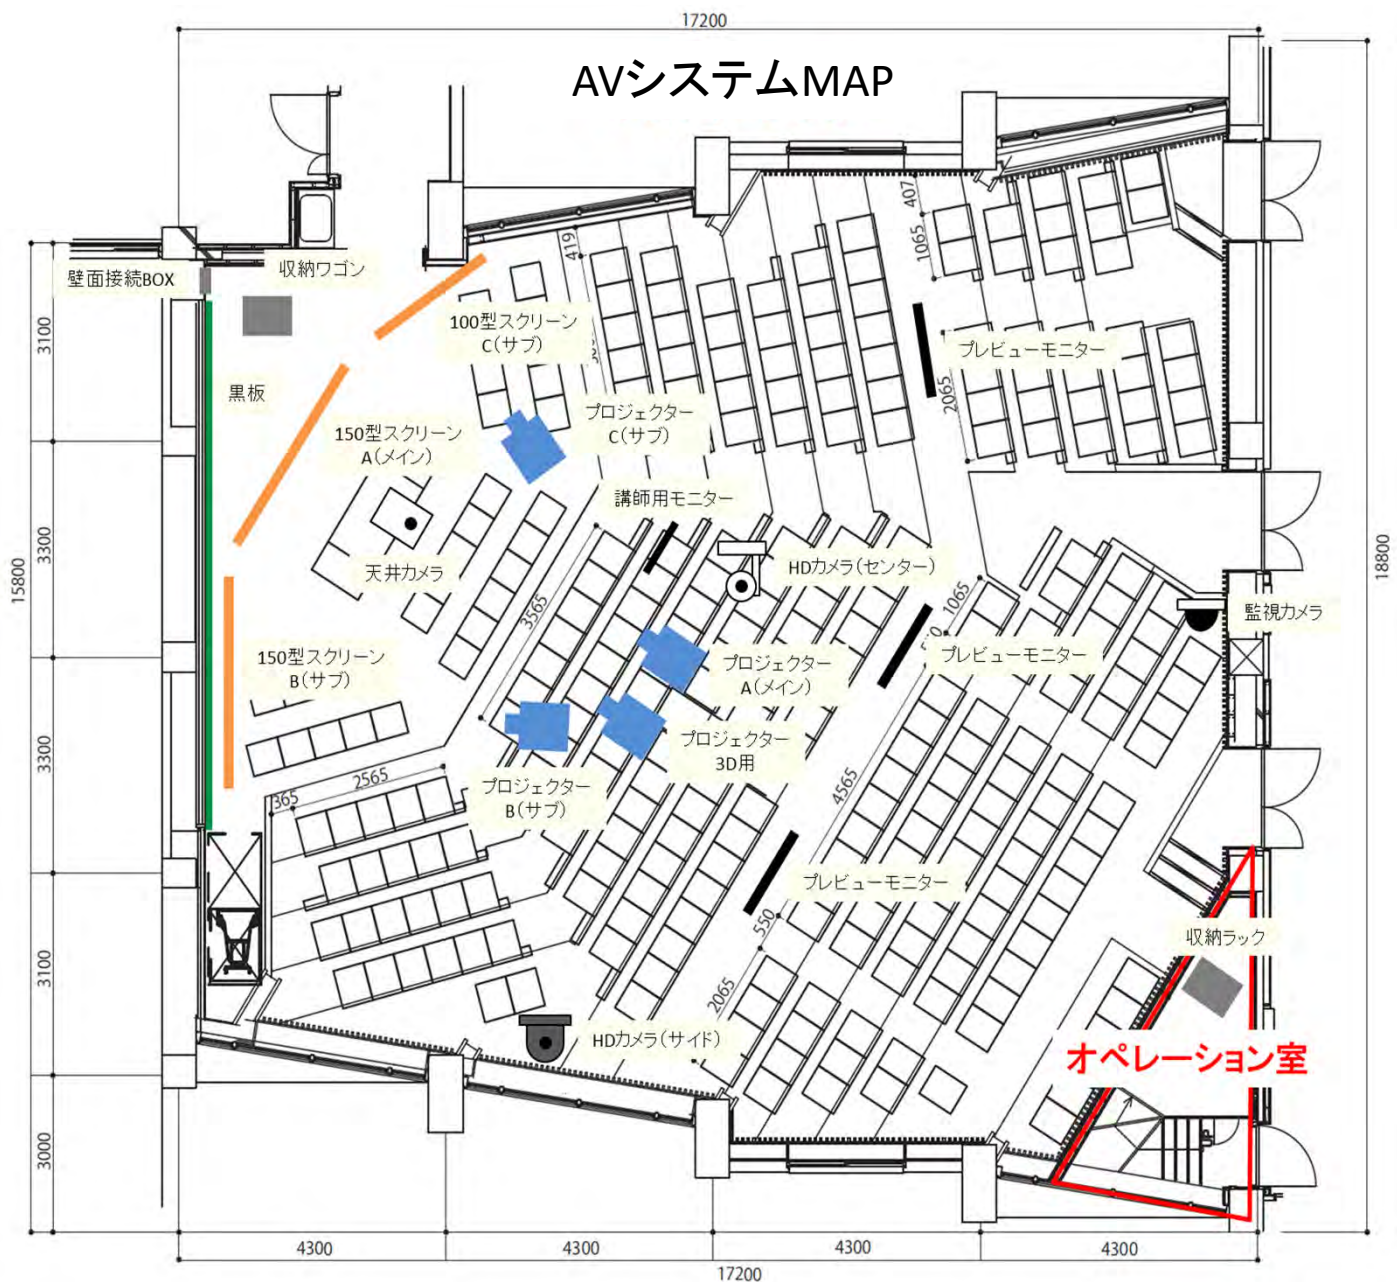 17200
AVシステムMAP
407
1065
419
収納ワゴン
壁面接続BOX
100型スクリーン
C(サブ)
3100
プレビューモニター
黒板
2065
プロジェクター
C(サブ)
150型スクリーン
A(メイン)
講師用モニター
天井カメラ
HDカメラ(センター)
3300
15800
18800
3565
1065
監視カメラ
150型スクリーン
B(サブ)
プロジェクター
A(メイン)
プレビューモニター
3300
プロジェクター
3D用
2565
365
プロジェクター
B(サブ)
4565
プレビューモニター
550
収納ラック
3100
2065
HDカメラ(サイド)
オペレーション室
3000
4300
4300
4300
4300
17200